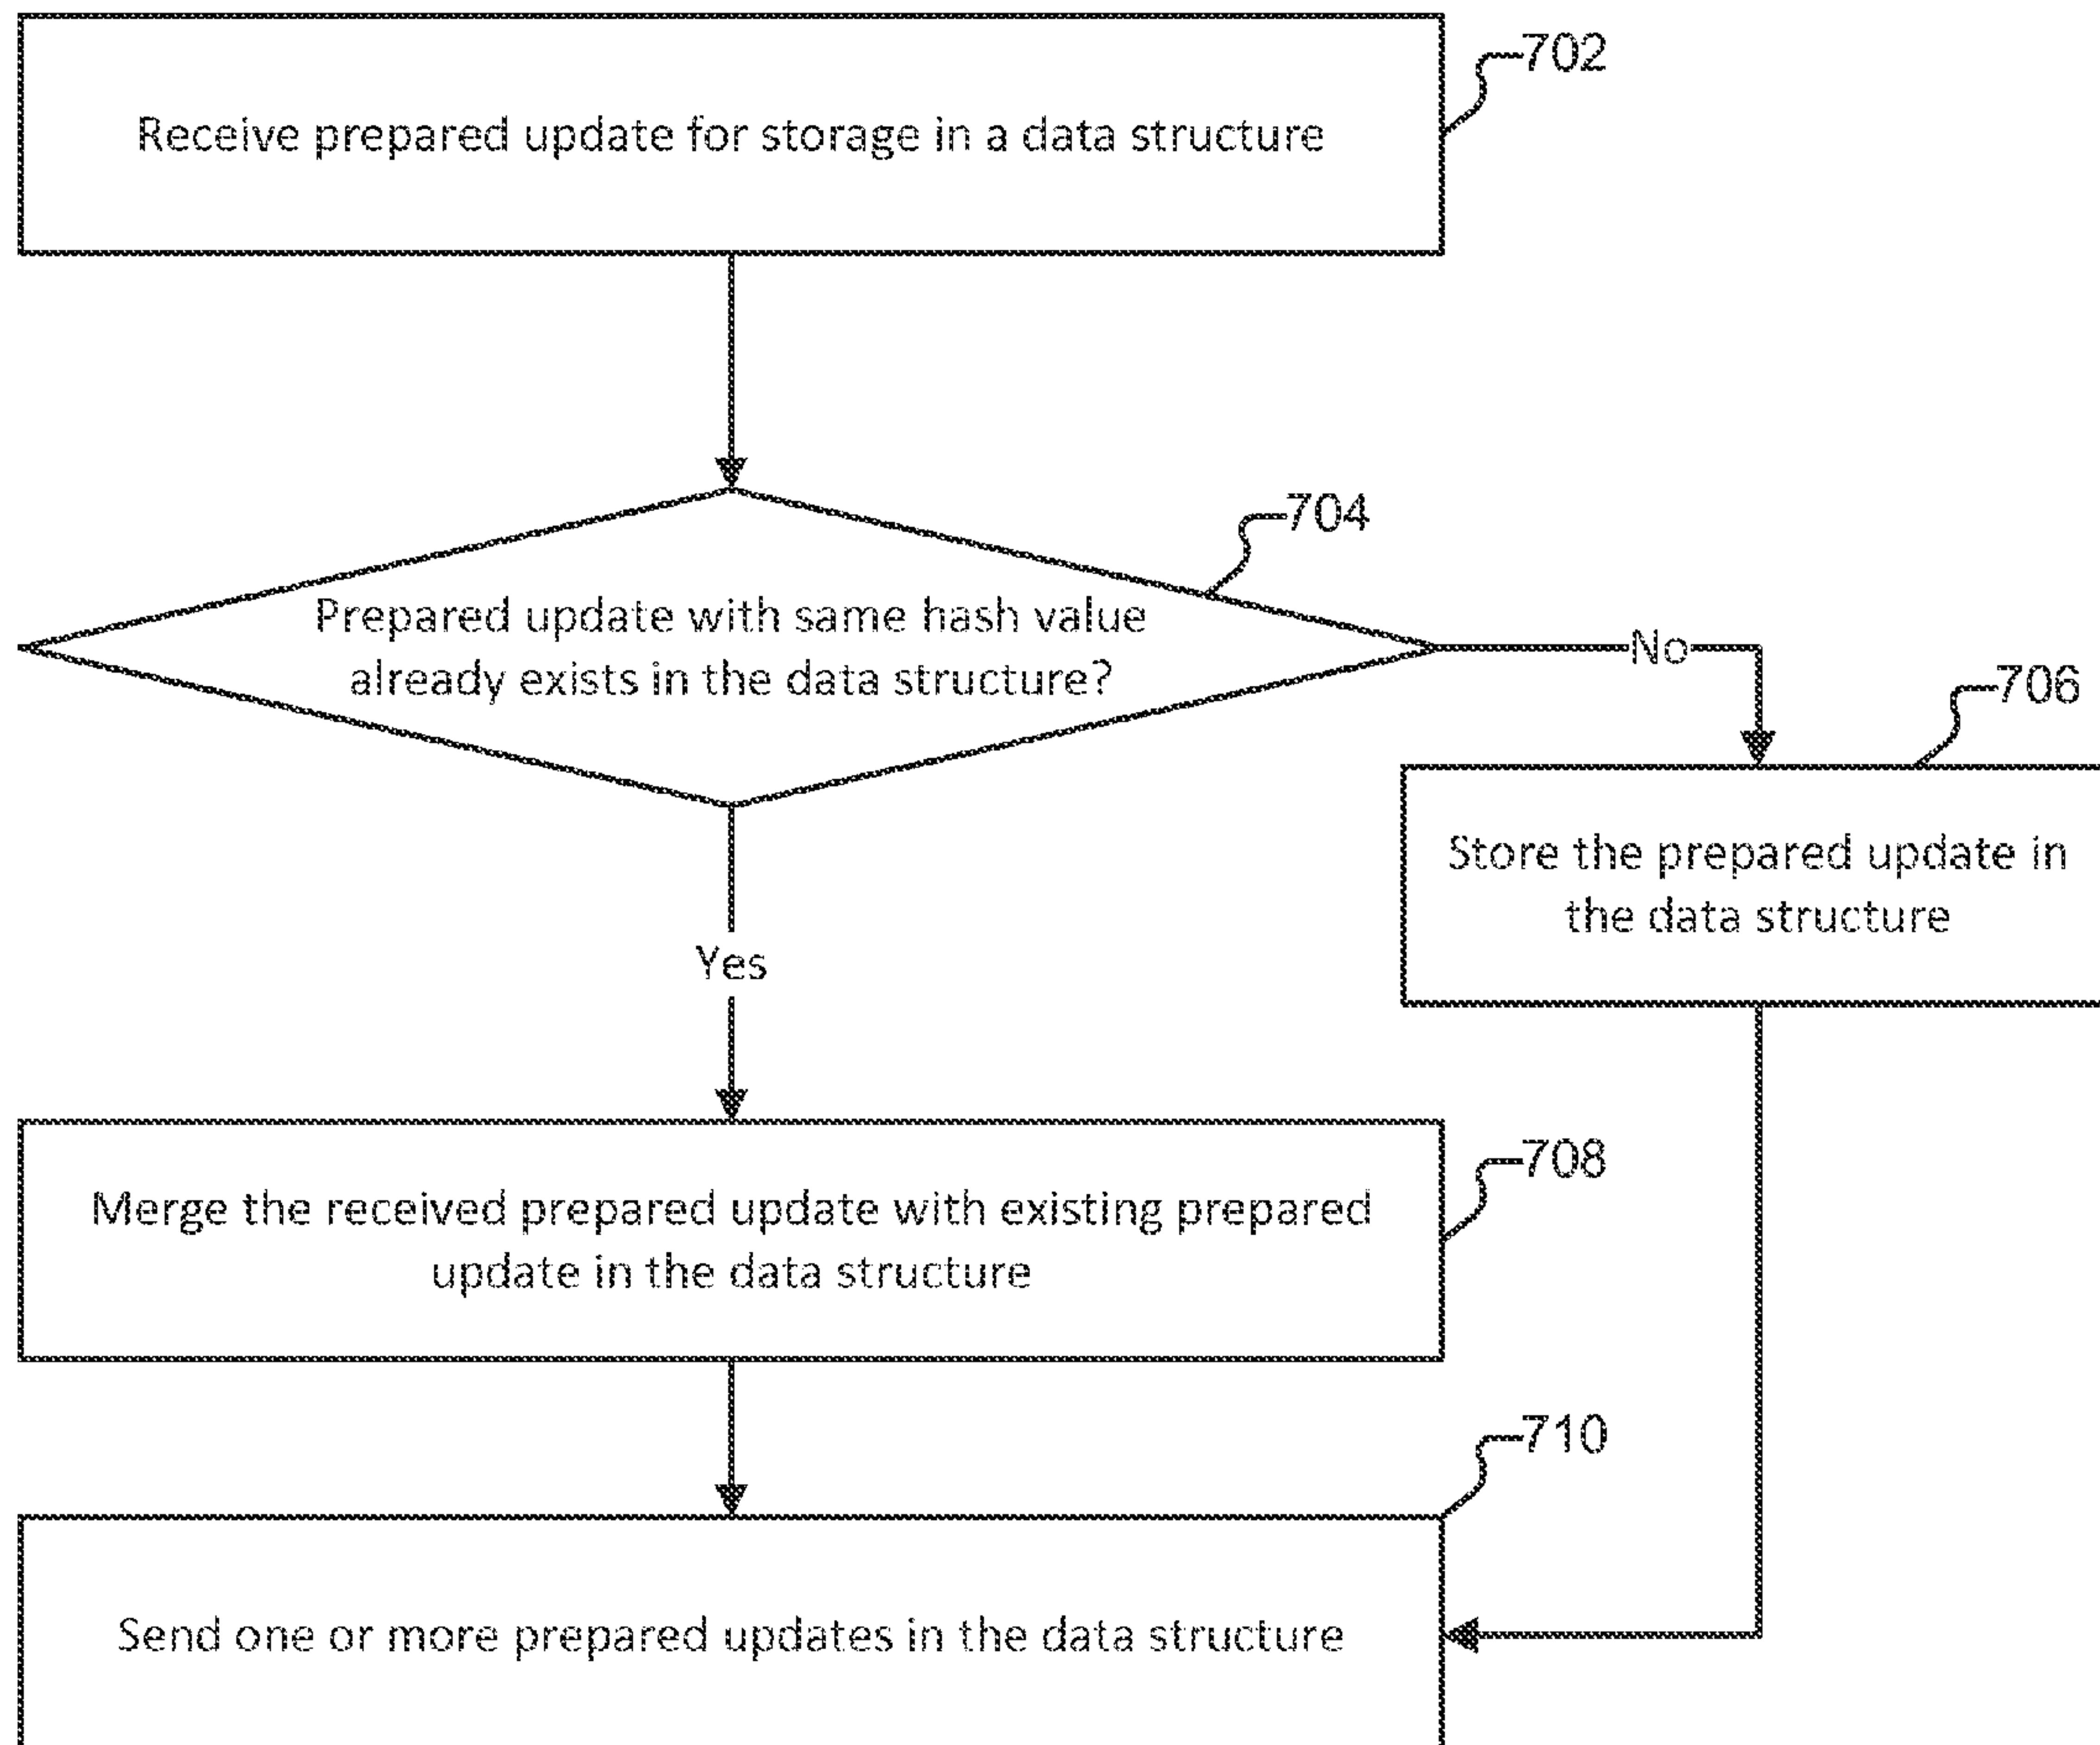 702
Receive prepared update for storage in a data structure
704
Prepared update with same hash value
already exists in the data structure?
No
706
Store the prepared update in
the data structure
Yes
708
Merge the received prepared update with existing prepared
update in the data structure
710
Send one or more prepared updates in the data structure